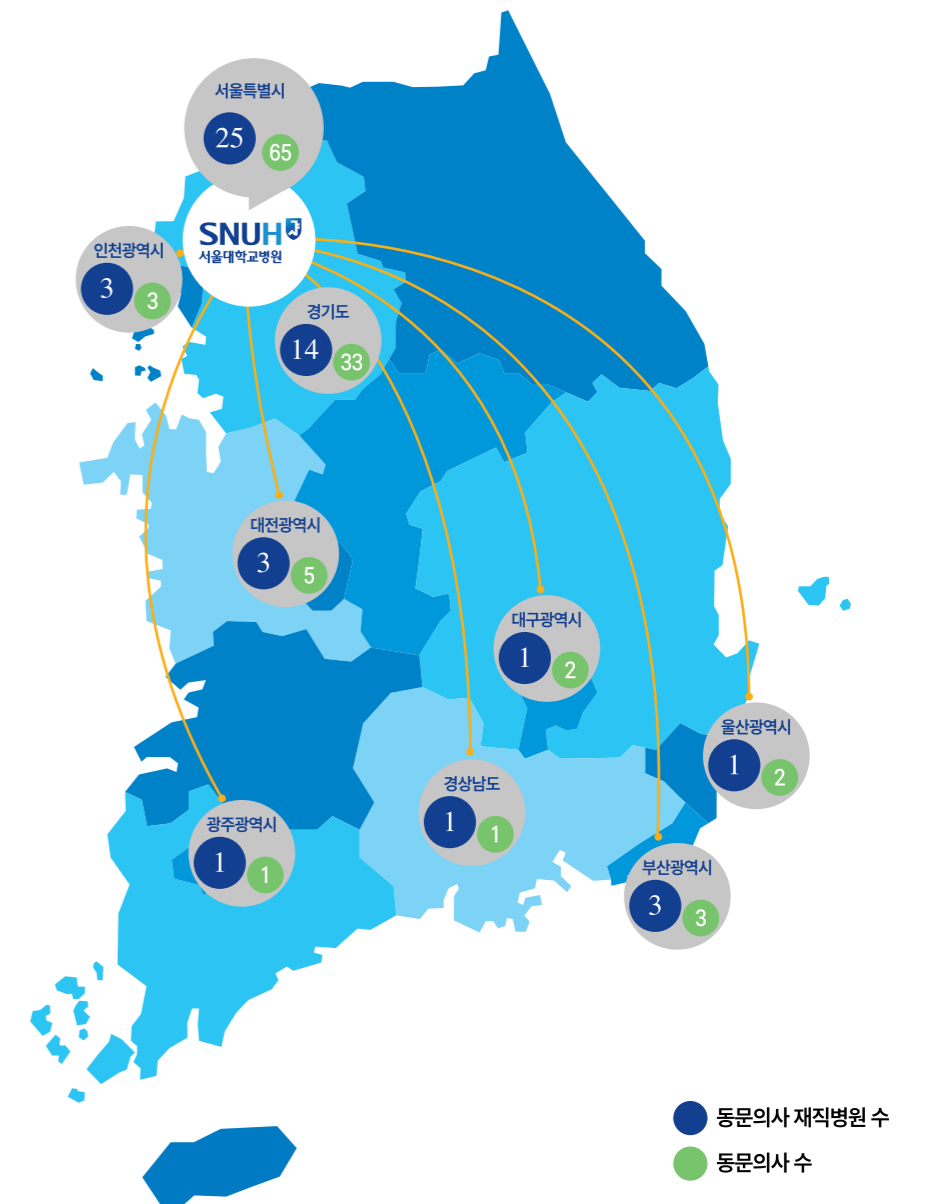 서울특별시
25
65
SNUH
서울대학교병원
인천광역시
3
3
경기도
14
33
대전광역시
3
5
대구광역시
1
2
울산광역시
1
2
경상남도
1
1
광주광역시
1
1
부산광역시
3
3
동문의사 재직병원 수
동문의사 수